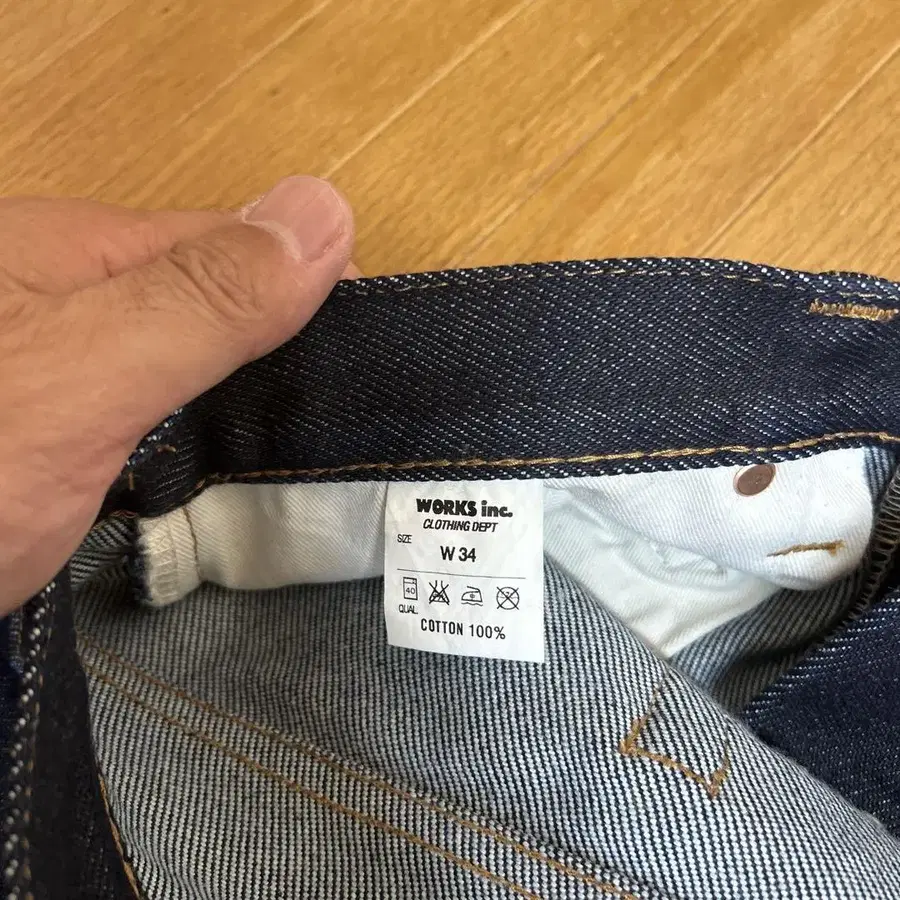 WORKS inc.
CLOTHING DEPT
SIZE
W 34
40
QUAL
COTTON 100%